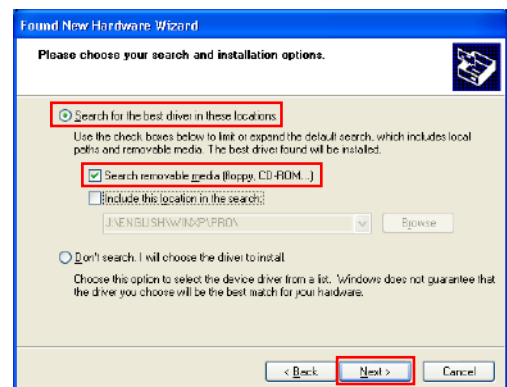 Found New Hardware Wizard
Please choose your search and installation options.
Search for the best driver in these locations.
Use the check boxes below to limit or expand the default search, which includes local
paths and removable media. The best driver found will be installed.
Search removable media (floppy, CD-ROM...)
Include this location in the search:
J:\ENGLISH\WINXP\PRO\
Browse
Don't search. I will choose the driver to install.
Choose this option to select the device driver from a list. Windows does not guarantee that
the driver you choose will be the best match for your hardware.
< Back
Next >
Cancel